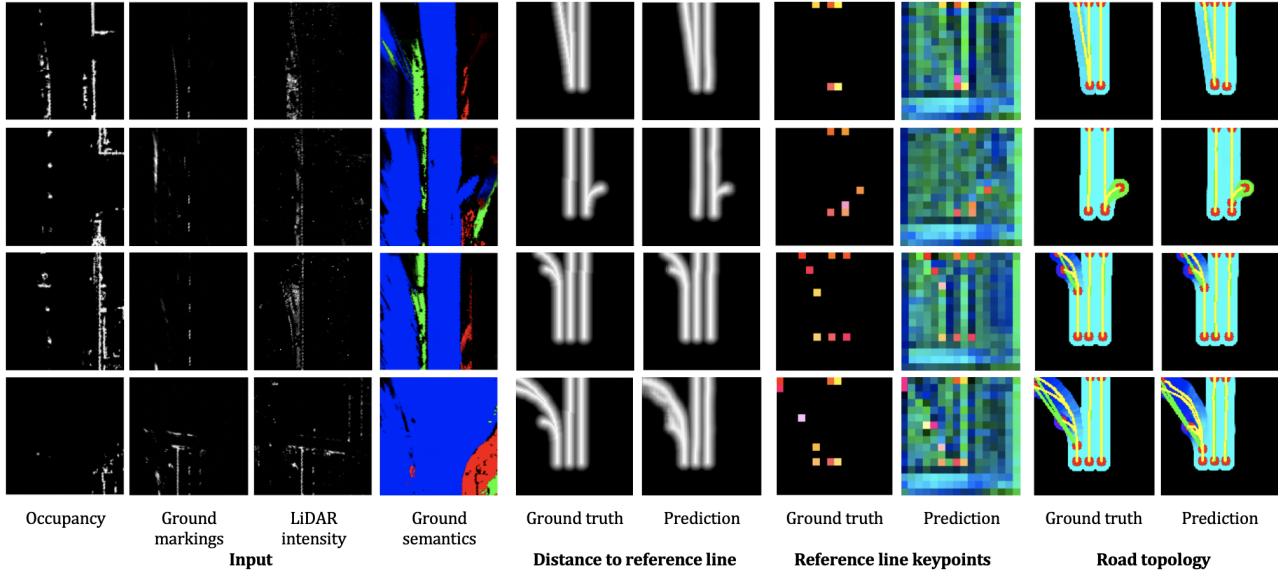 Occupancy
Ground
markings
LiDAR
intensity
Ground
semantics
Ground truth
Prediction
Ground truth
Prediction
Ground truth
Prediction
Input
Distance to reference line
Reference line keypoints
Road topology